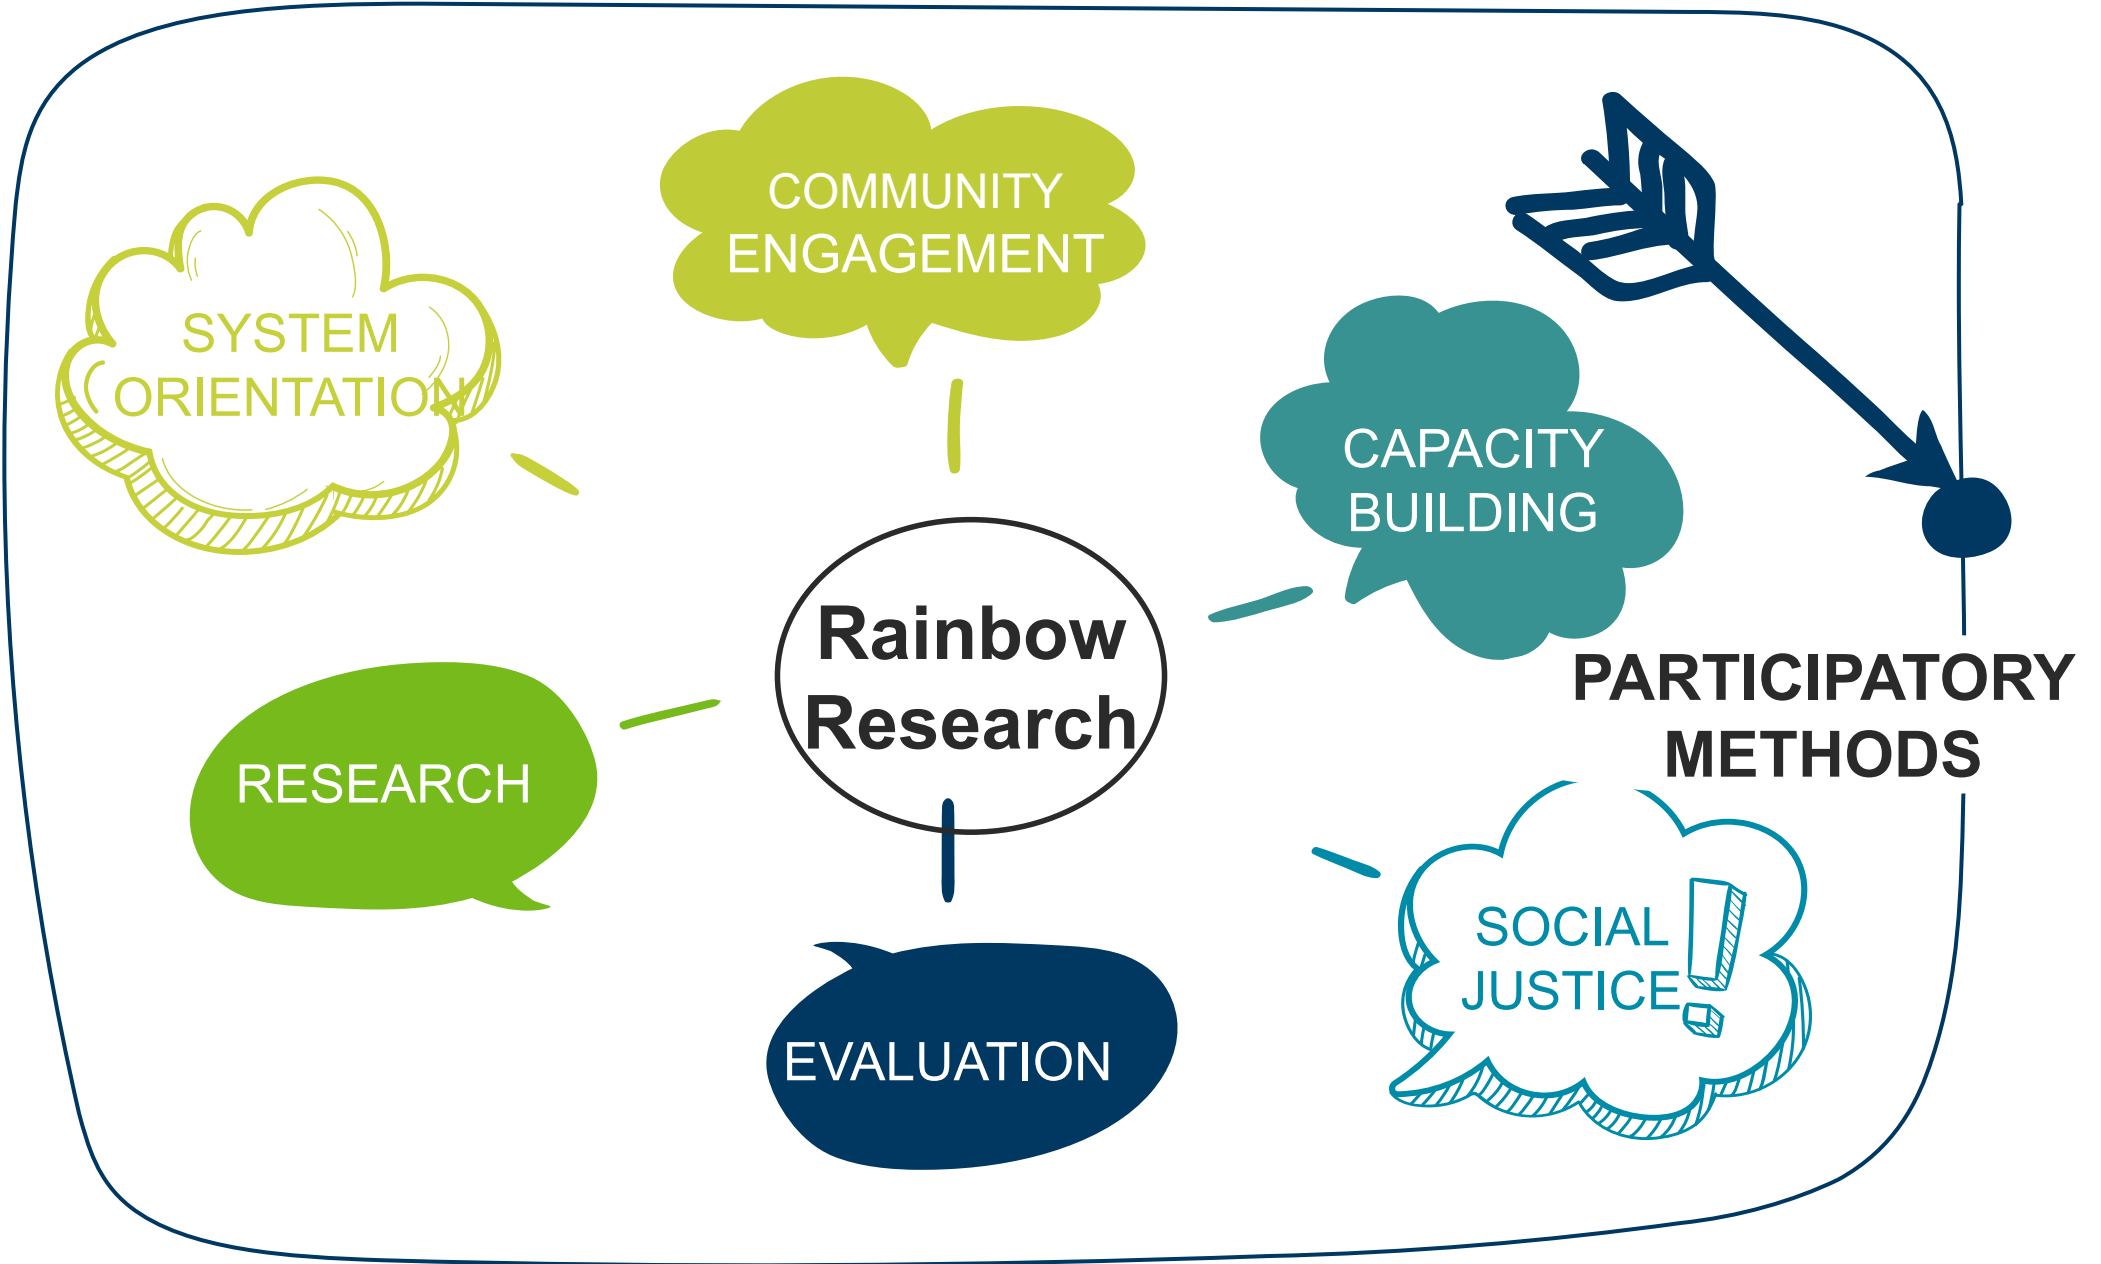 COMMUNITY
ENGAGEMENT
SYSTEM
ORIENTATION
CAPACITY
BUILDING
Rainbow
Research
PARTICIPATORY
METHODS
RESEARCH
SOCIAL
JUSTICE!
EVALUATION